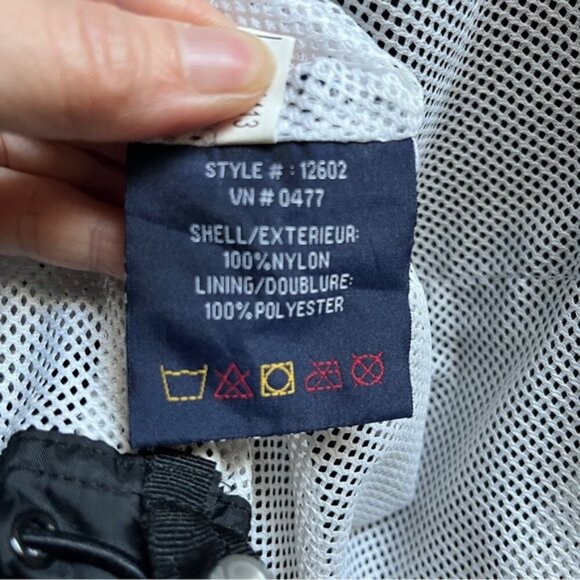 STYLE # : 12602
VN # 0477
SHELL/EXTERIEUR:
100%NYLON
LINING/DOUBLURE:
100%POLYESTER